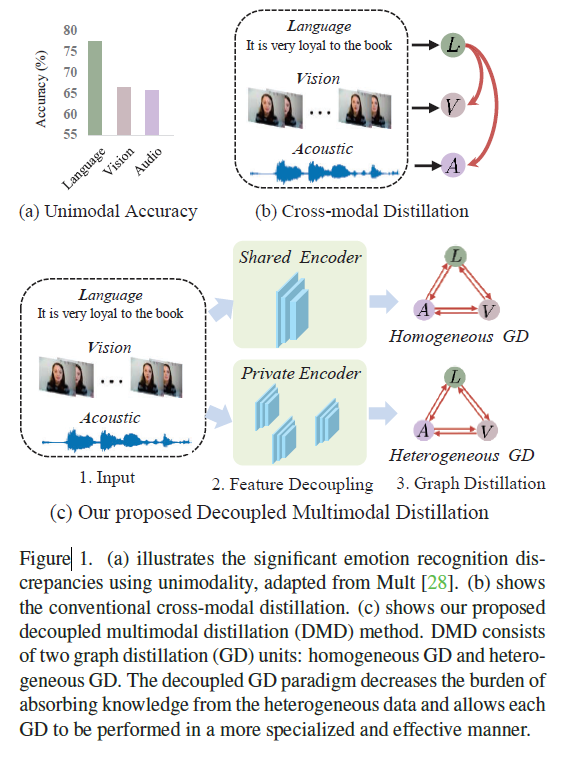 80
75
70
65
60
55
Accuracy (%)
Language
Vision
Audio
(a) Unimodal Accuracy
Language
It is very loyal to the book
Vision
...
Acoustic
L
V
A
(b) Cross-modal Distillation
Language
It is very loyal to the book
Vision
...
Acoustic
1. Input
Shared Encoder
Private Encoder
2. Feature Decoupling
L
A
V
Homogeneous GD
L
A
V
Heterogeneous GD
3. Graph Distillation
(c) Our proposed Decoupled Multimodal Distillation
Figure 1. (a) illustrates the significant emotion recognition dis-
crepancies using unimodality, adapted from Mult [28]. (b) shows
the conventional cross-modal distillation. (c) shows our proposed
decoupled multimodal distillation (DMD) method. DMD consists
of two graph distillation (GD) units: homogeneous GD and hetero-
geneous GD. The decoupled GD paradigm decreases the burden of
absorbing knowledge from the heterogeneous data and allows each
GD to be performed in a more specialized and effective manner.